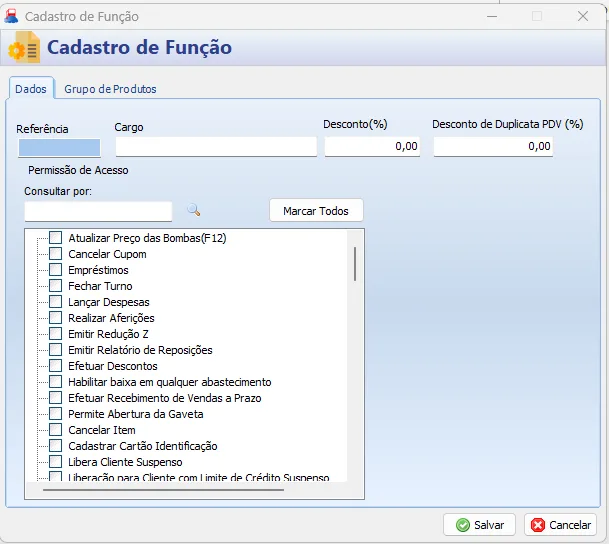 Cadastro de Função
Cadastro de Função
Dados Grupo de Produtos
Referência Cargo Desconto(%) Desconto de Duplicata PDV (%)
0,00 0,00
Permissão de Acesso
Consultar por:
Marcar Todos
Atualizar Preço das Bombas(F12)
Cancelar Cupom
Empréstimos
Fechar Turno
Lançar Despesas
Realizar Aferições
Emitir Redução Z
Emitir Relatório de Reposições
Efetuar Descontos
Habilitar baixa em qualquer abastecimento
Efetuar Recebimento de Vendas a Prazo
Permite Abertura da Gaveta
Cancelar Item
Cadastrar Cartão Identificação
Libera Cliente Suspenso
Liberação para Cliente com Limite de Crédito Suspenso
Salvar Cancelar